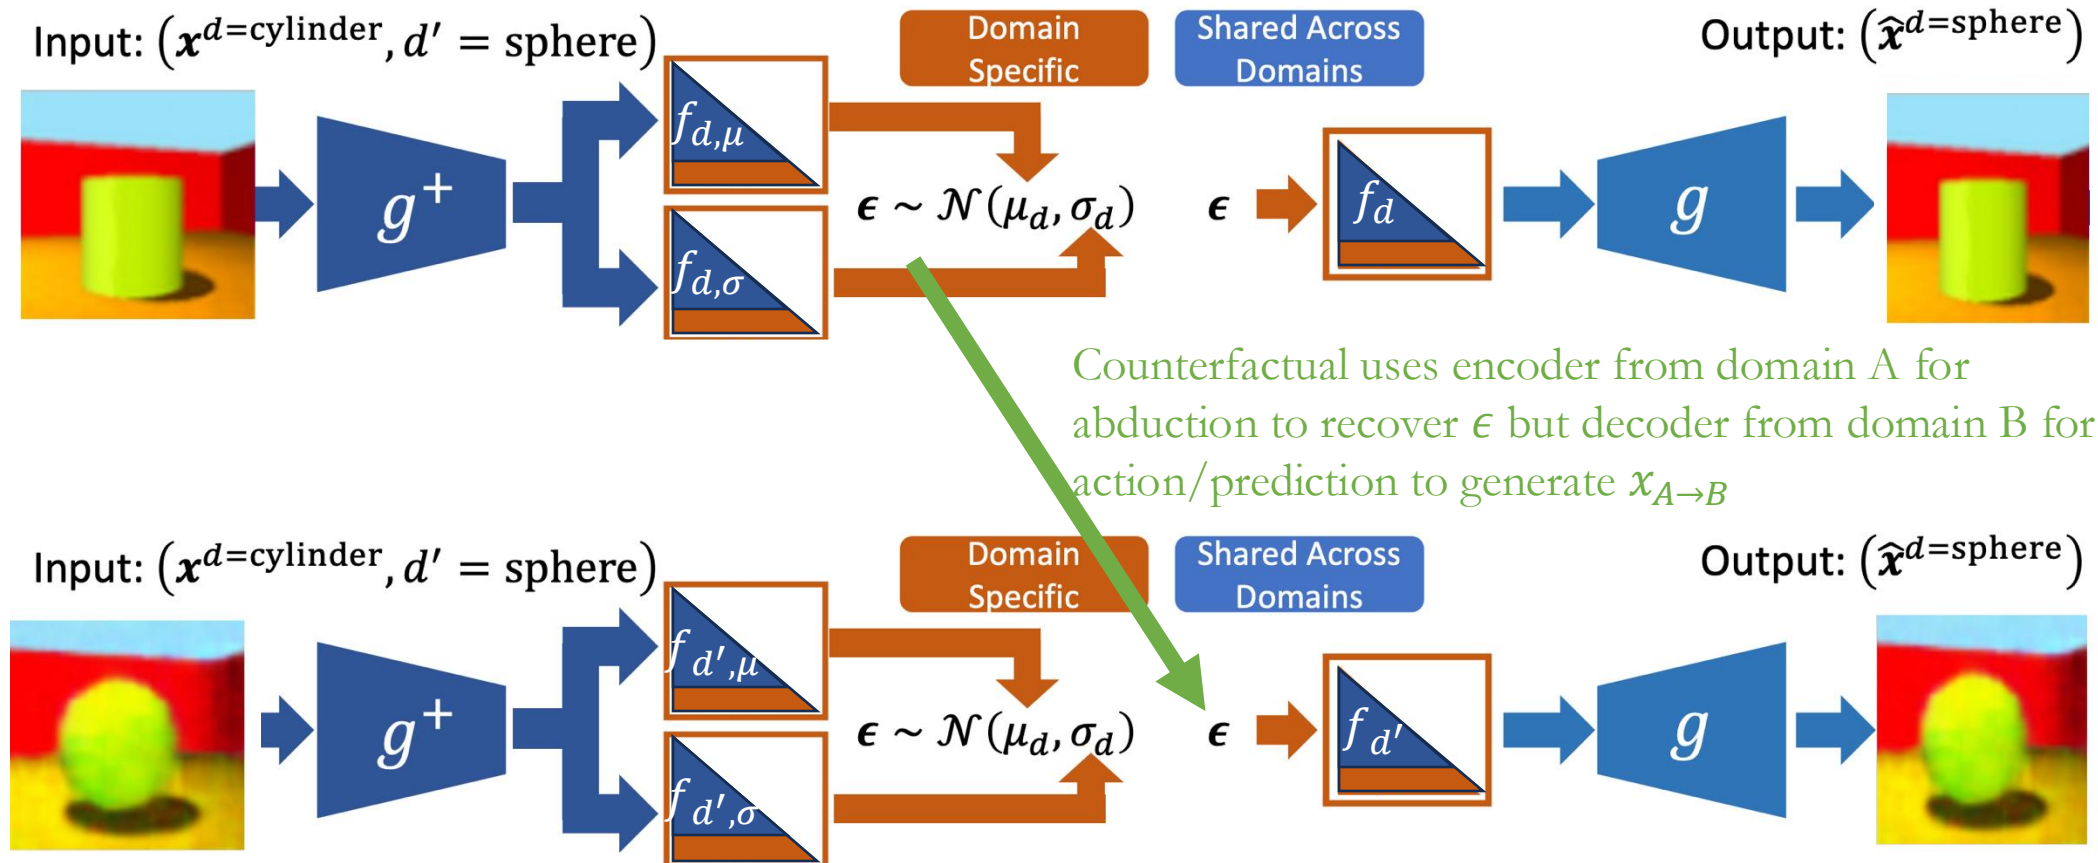 Input: (𝒙^{d=cylinder}, d′ = sphere)
Domain
Specific
Shared Across
Domains
Output: (x̂^{d=sphere})
g⁺
f_{d,μ}
f_{d,σ}
ϵ ~ 𝒩(μ_d, σ_d)
ϵ
f_d
g
Counterfactual uses encoder from domain A for
abduction to recover ϵ but decoder from domain B for
action/prediction to generate x_{A→B}
Input: (𝒙^{d=cylinder}, d′ = sphere)
Domain
Specific
Shared Across
Domains
Output: (x̂^{d=sphere})
g⁺
f_{d′,μ}
f_{d′,σ}
ϵ ~ 𝒩(μ_d, σ_d)
ϵ
f_{d′}
g